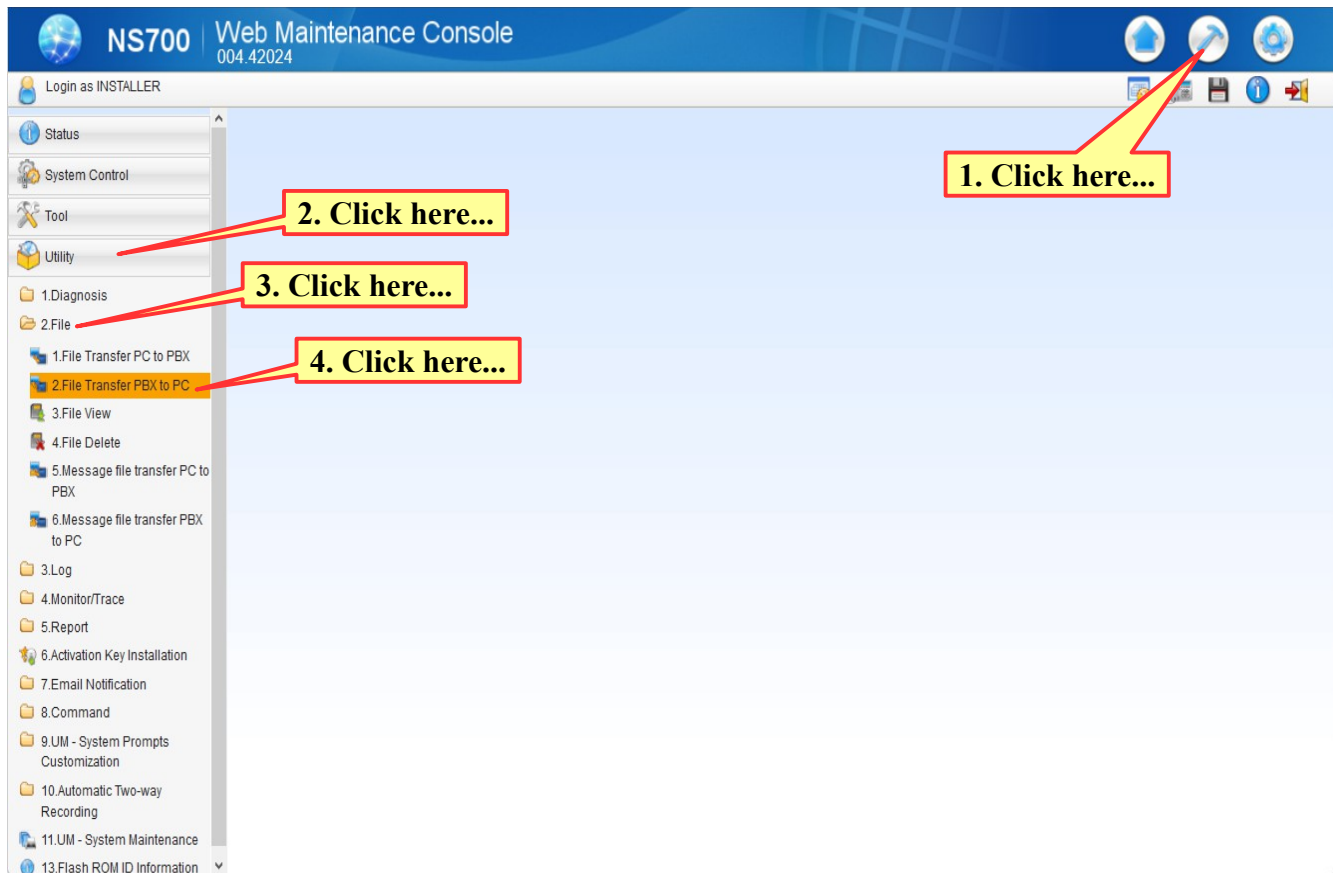 NS700
Web Maintenance Console
004.42024
Login as INSTALLER
Status
System Control
Tool
Utility
1.Diagnosis
2.File
1.File Transfer PC to PBX
2.File Transfer PBX to PC
3.File View
4.File Delete
5.Message file transfer PC to
PBX
6.Message file transfer PBX
to PC
3.Log
4.Monitor/Trace
5.Report
6.Activation Key Installation
7.Email Notification
8.Command
9.UM - System Prompts
Customization
10.Automatic Two-way
Recording
11.UM - System Maintenance
13.Flash ROM ID Information
1. Click here...
2. Click here...
3. Click here...
4. Click here...